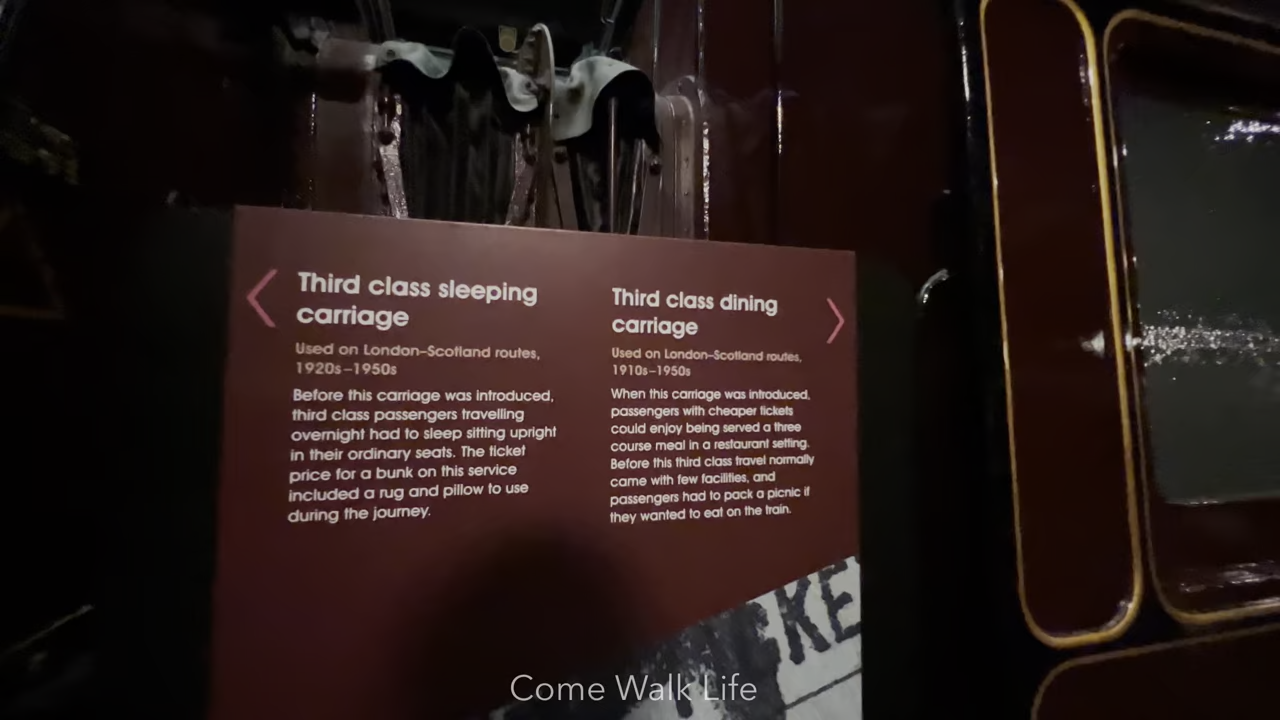 Third class sleeping
carriage
Used on London–Scotland routes,
1920s–1950s
Before this carriage was introduced,
third class passengers travelling
overnight had to sleep sitting upright
in their ordinary seats. The ticket
price for a bunk on this service
included a rug and pillow to use
during the journey.
Third class dining
carriage
Used on London–Scotland routes,
1910s–1950s
When this carriage was introduced,
passengers with cheaper tickets
could enjoy being served a three
course meal in a restaurant setting.
Before this third class travel normally
came with few facilities, and
passengers had to pack a picnic if
they wanted to eat on the train.
KE
Come Walk Life